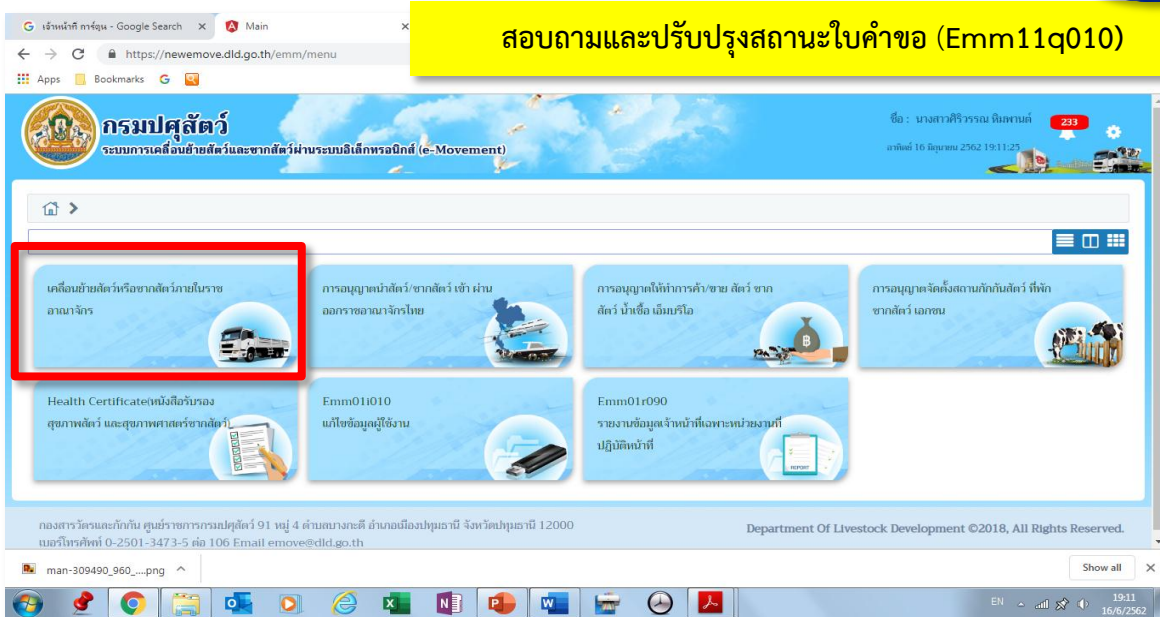 สอบถามและปรับปรุงสถานะใบคำขอ (Emm11q010)
เจ้าหน้าที่ การ์ตูน - Google Search
Main
https://newemove.dld.go.th/emm/menu
Apps
Bookmarks
กรมปศุสัตว์
ระบบการเคลื่อนย้ายสัตว์และซากสัตว์ผ่านระบบอิเล็กทรอนิกส์ (e-Movement)
ชื่อ : นางสาวศิริวรรณ พิมพานต์
233
อาทิตย์ 16 มิถุนายน 2562 19:11:25
เคลื่อนย้ายสัตว์หรือซากสัตว์ภายในราช
อาณาจักร
การอนุญาตนำสัตว์/ซากสัตว์ เข้า ผ่าน
ออกราชอาณาจักรไทย
การอนุญาตให้ทำการค้า/ขาย สัตว์ ซาก
สัตว์ น้ำเชื้อ เอ็มบริโอ
การอนุญาตจัดตั้งสถานกักกันสัตว์ ที่พัก
ซากสัตว์ เอกชน
Health Certificate(หนังสือรับรอง
สุขภาพสัตว์ และสุขภาพศาสตร์ซากสัตว์)
Emm01i010
แก้ไขข้อมูลผู้ใช้งาน
Emm01r090
รายงานข้อมูลเจ้าหน้าที่เฉพาะหน่วยงานที่
ปฏิบัติหน้าที่
REPORT
กองสารวัตรและกักกัน ศูนย์ราชการกรมปศุสัตว์ 91 หมู่ 4 ตำบลบางกะดี อำเภอเมืองปทุมธานี จังหวัดปทุมธานี 12000
เบอร์โทรศัพท์ 0-2501-3473-5 ต่อ 106 Email emove@dld.go.th
Department Of Livestock Development ©2018, All Rights Reserved.
man-309490_960_....png
Show all
EN
19:11
16/6/2562